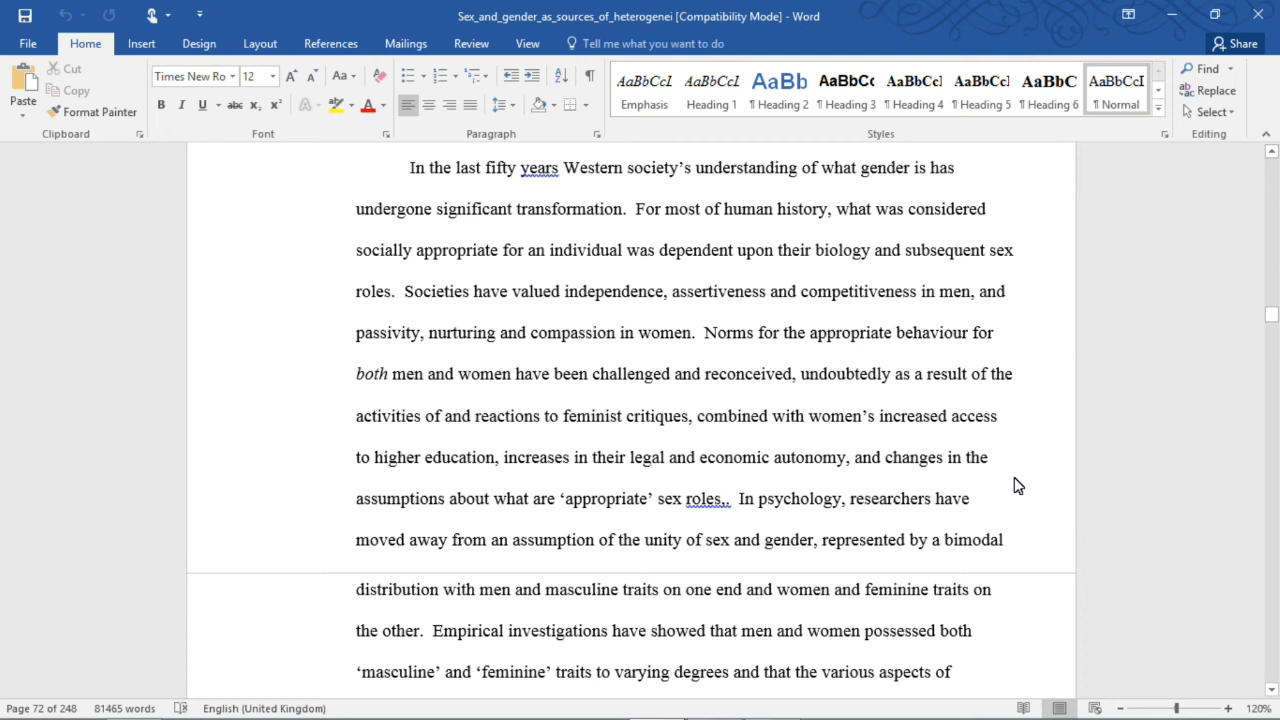 Sex_and_gender_as_sources_of_heterogenei [Compatibility Mode] - Word
File Home Insert Design Layout References Mailings Review View Tell me what you want to do Share
Cut
Copy
Paste
Format Painter
Clipboard
Times New Ro 12
Aa
B I U abc x₂ x² A A
Font
Paragraph
AaBbCcI AaBbCcI AaBb AaBbCc AaBbCcI AaBbCcI AaBbC AaBbCcI
Emphasis Heading 1 ¶ Heading 2 ¶ Heading 3 ¶ Heading 4 ¶ Heading 5 ¶ Heading 6 ¶ Normal
Styles
Find
Replace
Select
Editing
In the last fifty years Western society’s understanding of what gender is has
undergone significant transformation.  For most of human history, what was considered
socially appropriate for an individual was dependent upon their biology and subsequent sex
roles.  Societies have valued independence, assertiveness and competitiveness in men, and
passivity, nurturing and compassion in women.  Norms for the appropriate behaviour for
both men and women have been challenged and reconceived, undoubtedly as a result of the
activities of and reactions to feminist critiques, combined with women’s increased access
to higher education, increases in their legal and economic autonomy, and changes in the
assumptions about what are ‘appropriate’ sex roles,.  In psychology, researchers have
moved away from an assumption of the unity of sex and gender, represented by a bimodal
distribution with men and masculine traits on one end and women and feminine traits on
the other.  Empirical investigations have showed that men and women possessed both
‘masculine’ and ‘feminine’ traits to varying degrees and that the various aspects of
Page 72 of 248 81465 words English (United Kingdom) 120%